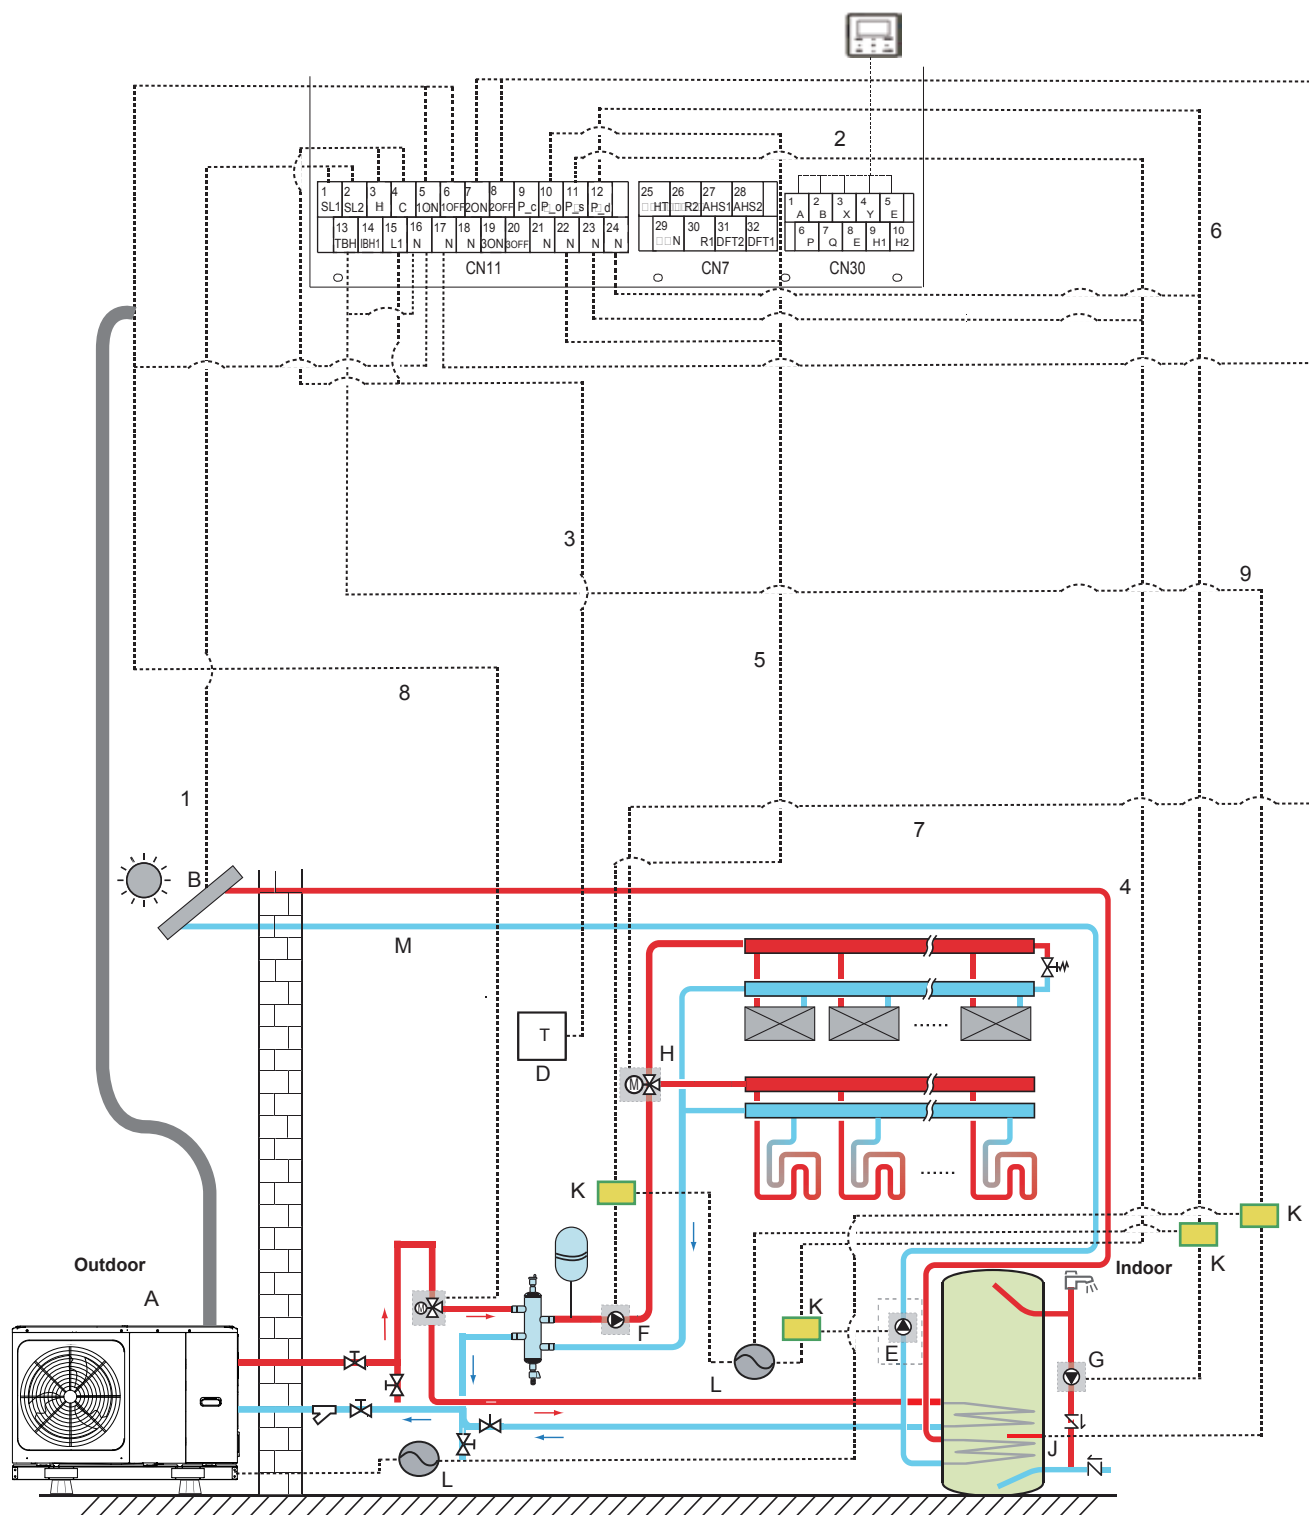 2
1 2 3 4 5 6 7 8 9 10 11 12
SL1 SL2 H C 1ON 1OFF 2ON 2OFF P_c P_o P_s P_d
13 14 15 16 17 18 19 20 21 22 23 24
TBH IBH1 L1 N N N 3ON 3OFF N N N N
CN11
25 26 27 28
HT R2 AHS1 AHS2
29 30 31 32
N R1 DFT2 DFT1
CN7
1 2 3 4 5
A B X Y E
6 7 8 9 10
P Q E H1 H2
CN30
6
3
9
5
8
1
7
B
4
M
T
D
H
M
K
K
Outdoor
Indoor
K
A
M
K
F
E
G
L
J
L